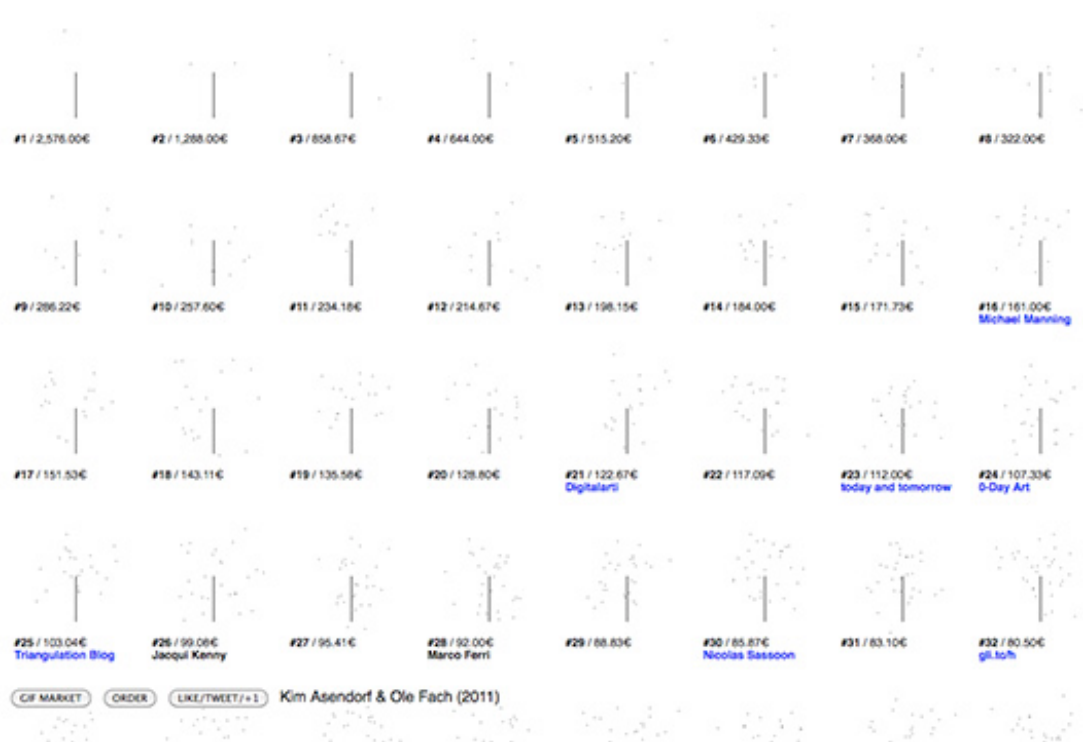 #1 / 2,576.00€
#2 / 1,288.00€
#3 / 858.67€
#4 / 644.00€
#5 / 515.20€
#6 / 429.33€
#7 / 368.00€
#8 / 322.00€
#9 / 286.22€
#10 / 257.60€
#11 / 234.18€
#12 / 214.67€
#13 / 198.15€
#14 / 184.00€
#15 / 171.73€
#16 / 161.00€
Michael Manning
#17 / 151.53€
#18 / 143.11€
#19 / 135.58€
#20 / 128.80€
#21 / 122.67€
Digitalarti
#22 / 117.09€
#23 / 112.00€
today and tomorrow
#24 / 107.33€
0-Day Art
#25 / 103.04€
Triangulation Blog
#26 / 99.08€
Jacqui Kenny
#27 / 95.41€
#28 / 92.00€
Marco Ferri
#29 / 88.83€
#30 / 85.87€
Nicolas Sassoon
#31 / 83.10€
#32 / 80.50€
gli.tc/h
GIF MARKET
ORDER
LIKE/TWEET/+1
Kim Asendorf & Ole Fach (2011)